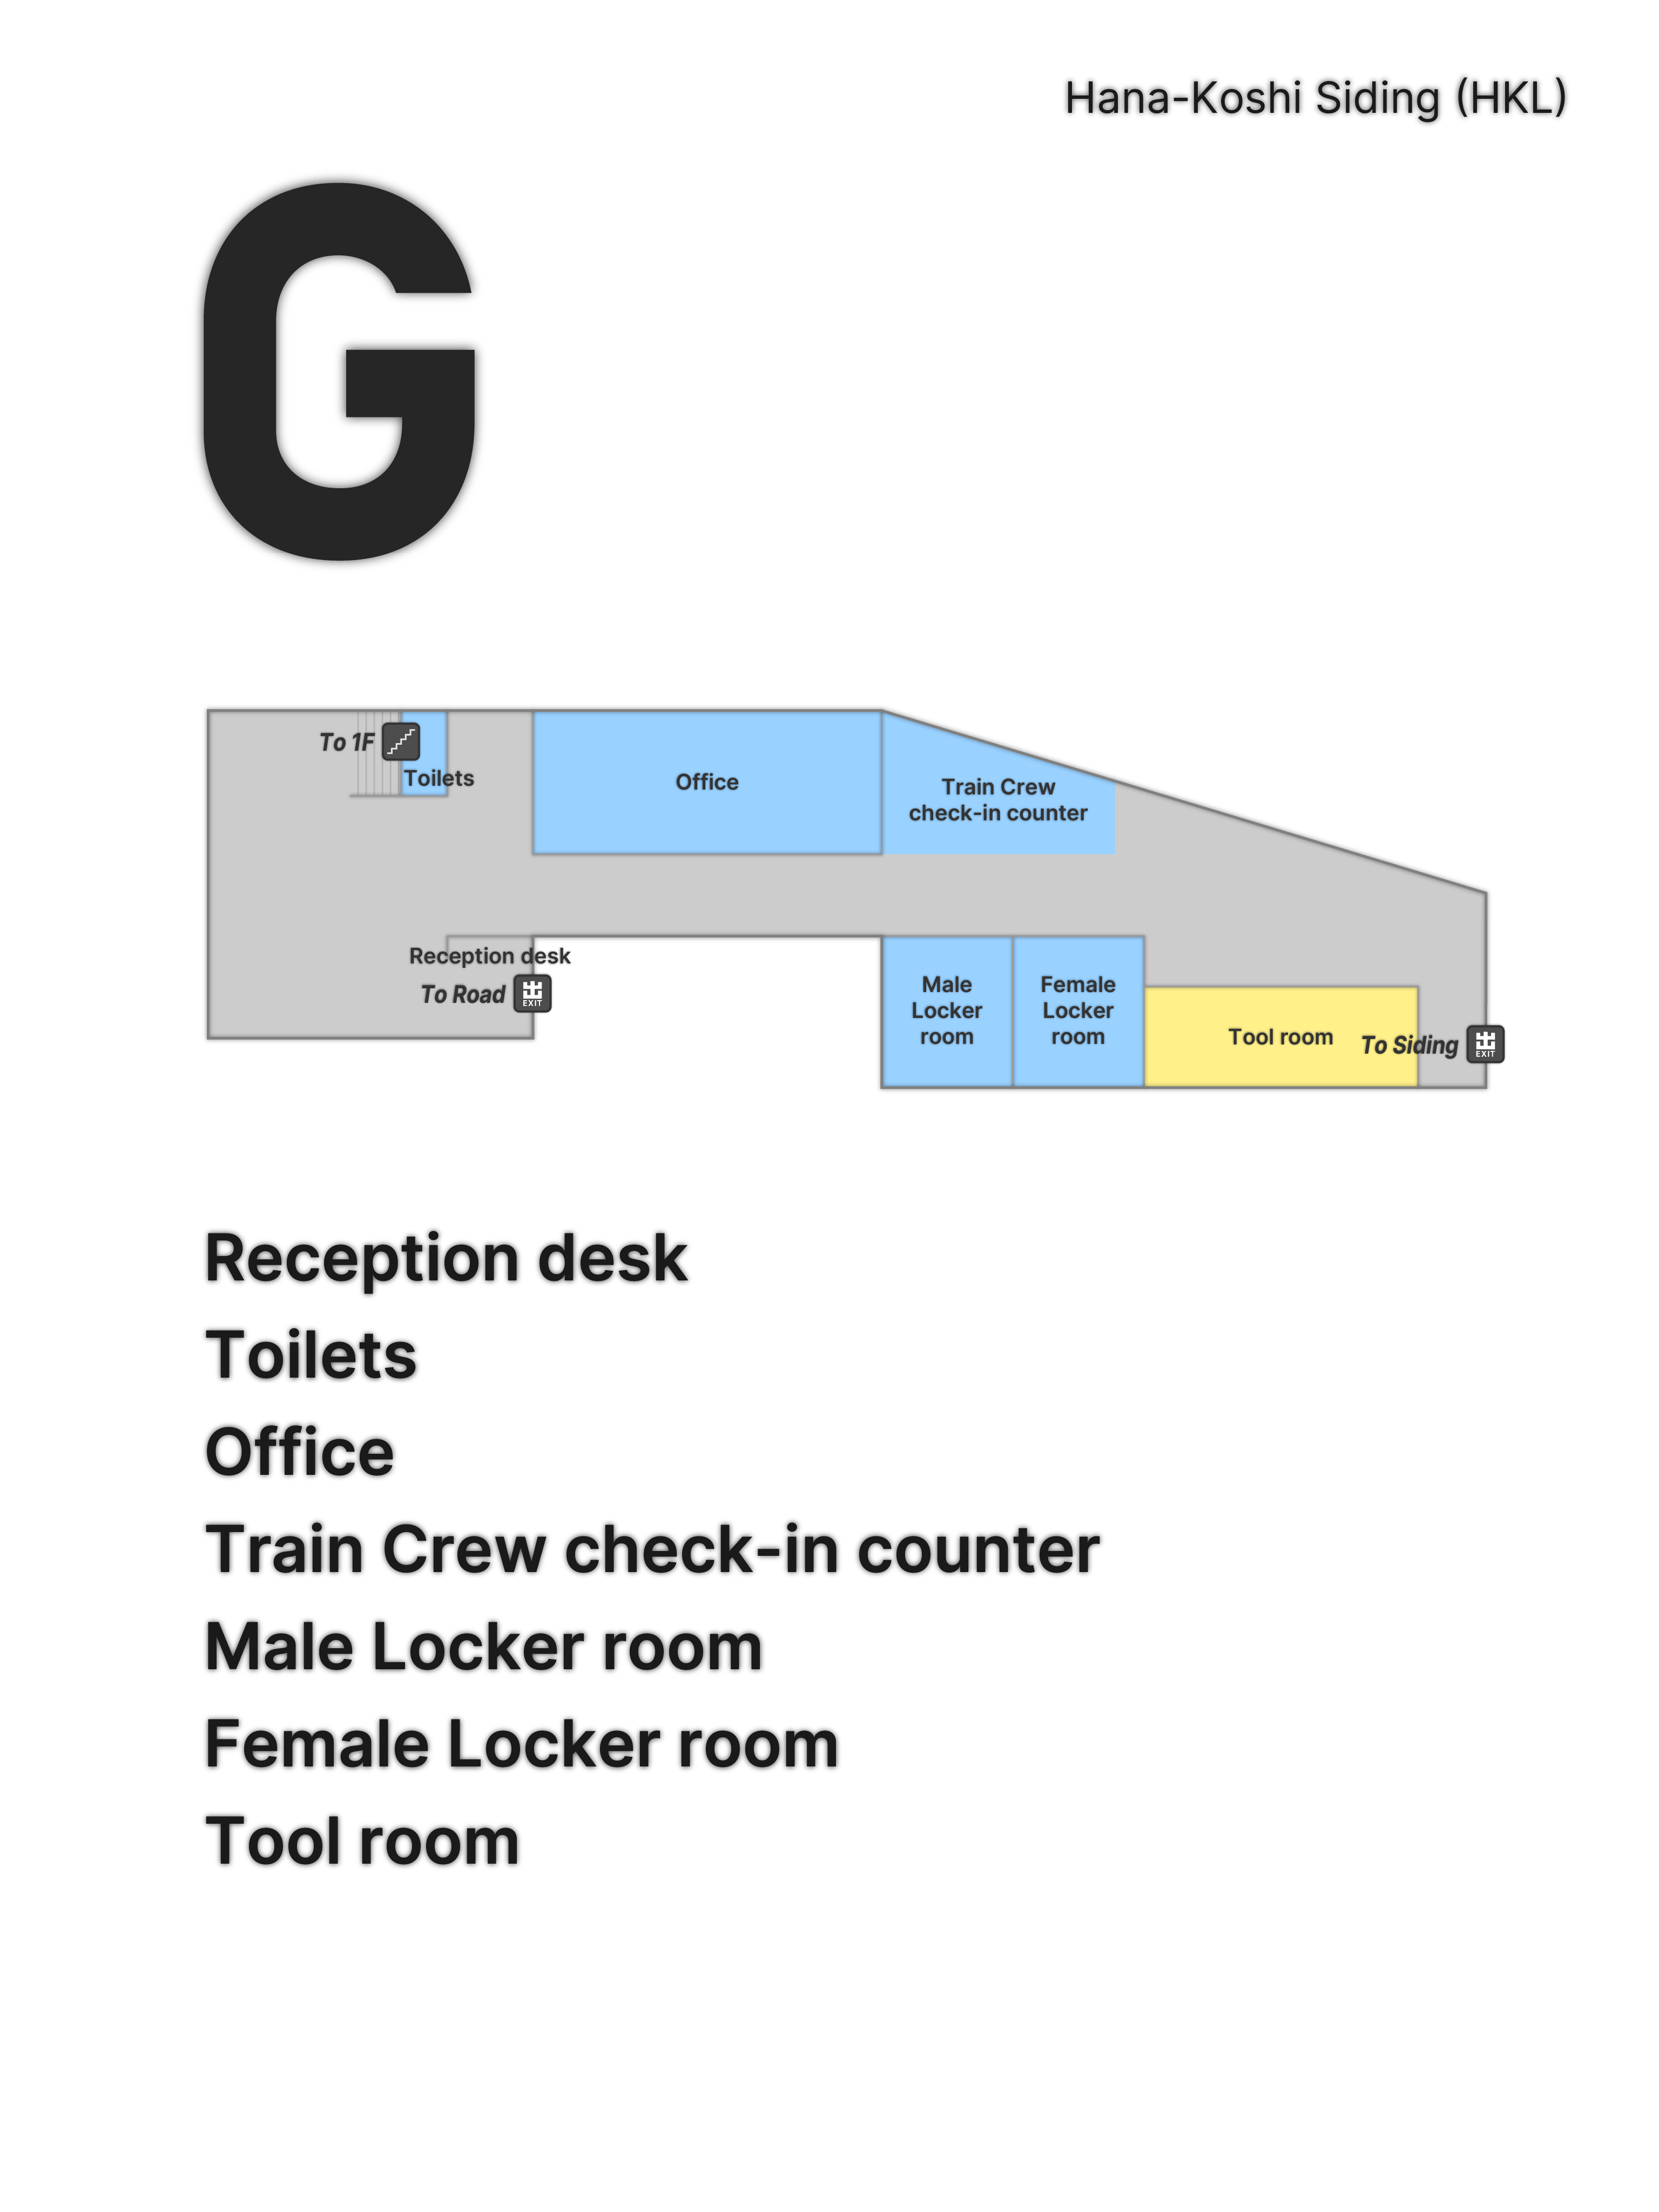 Hana-Koshi Siding (HKL)
G
To 1F
Toilets
Office
Train Crew
check-in counter
Reception desk
To Road
EXIT
Male
Locker
room
Female
Locker
room
Tool room
To Siding
EXIT
Reception desk
Toilets
Office
Train Crew check-in counter
Male Locker room
Female Locker room
Tool room